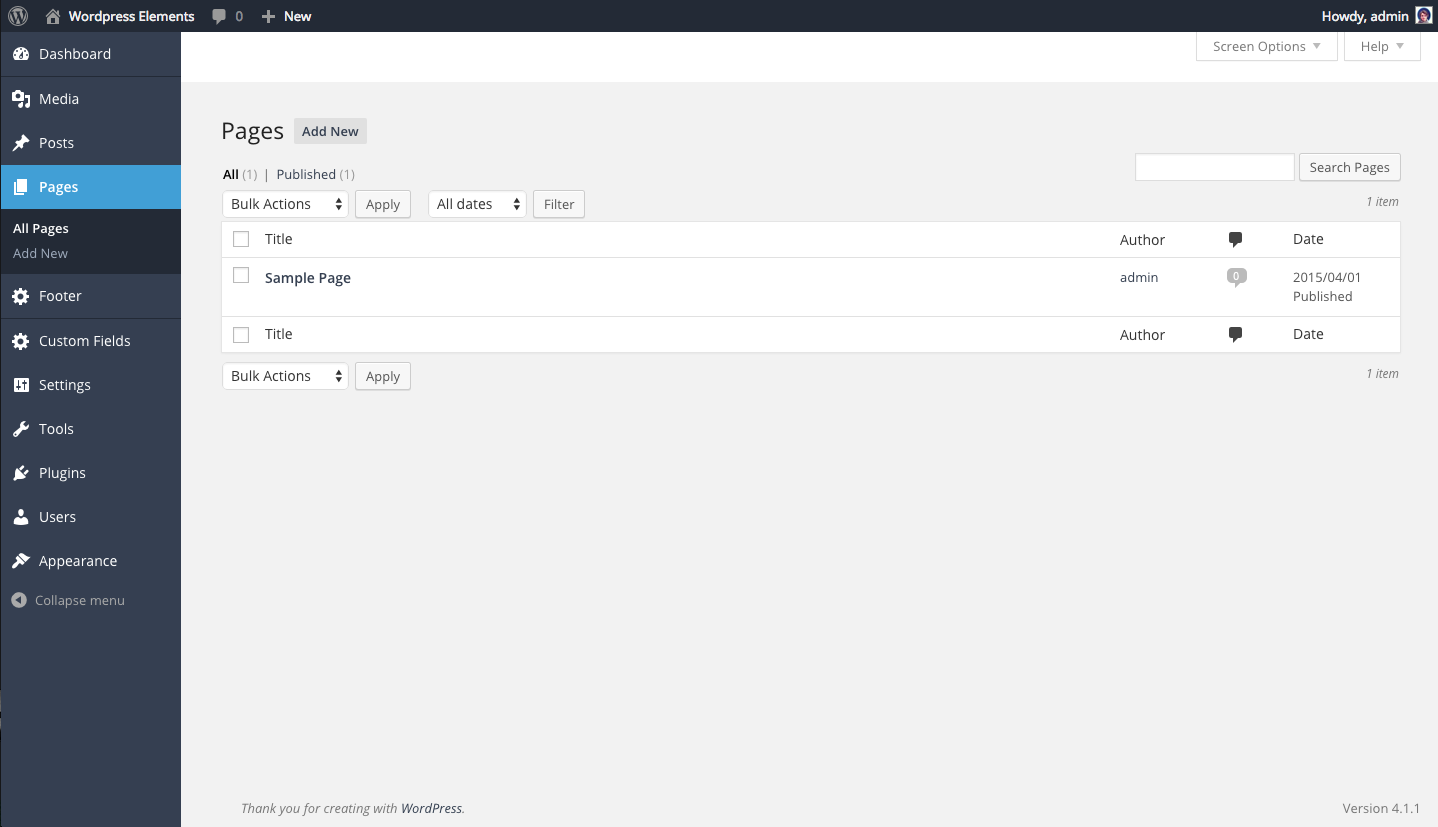 Wordpress Elements 0 New Howdy, admin
Screen Options Help
Dashboard
Media
Posts
Pages
All Pages
Add New
Footer
Custom Fields
Settings
Tools
Plugins
Users
Appearance
Collapse menu
Pages Add New
All (1) | Published (1)
Search Pages
Bulk Actions Apply All dates Filter 1 item
Title Author Date
Sample Page admin 0 2015/04/01
Published
Title Author Date
Bulk Actions Apply 1 item
Thank you for creating with WordPress. Version 4.1.1